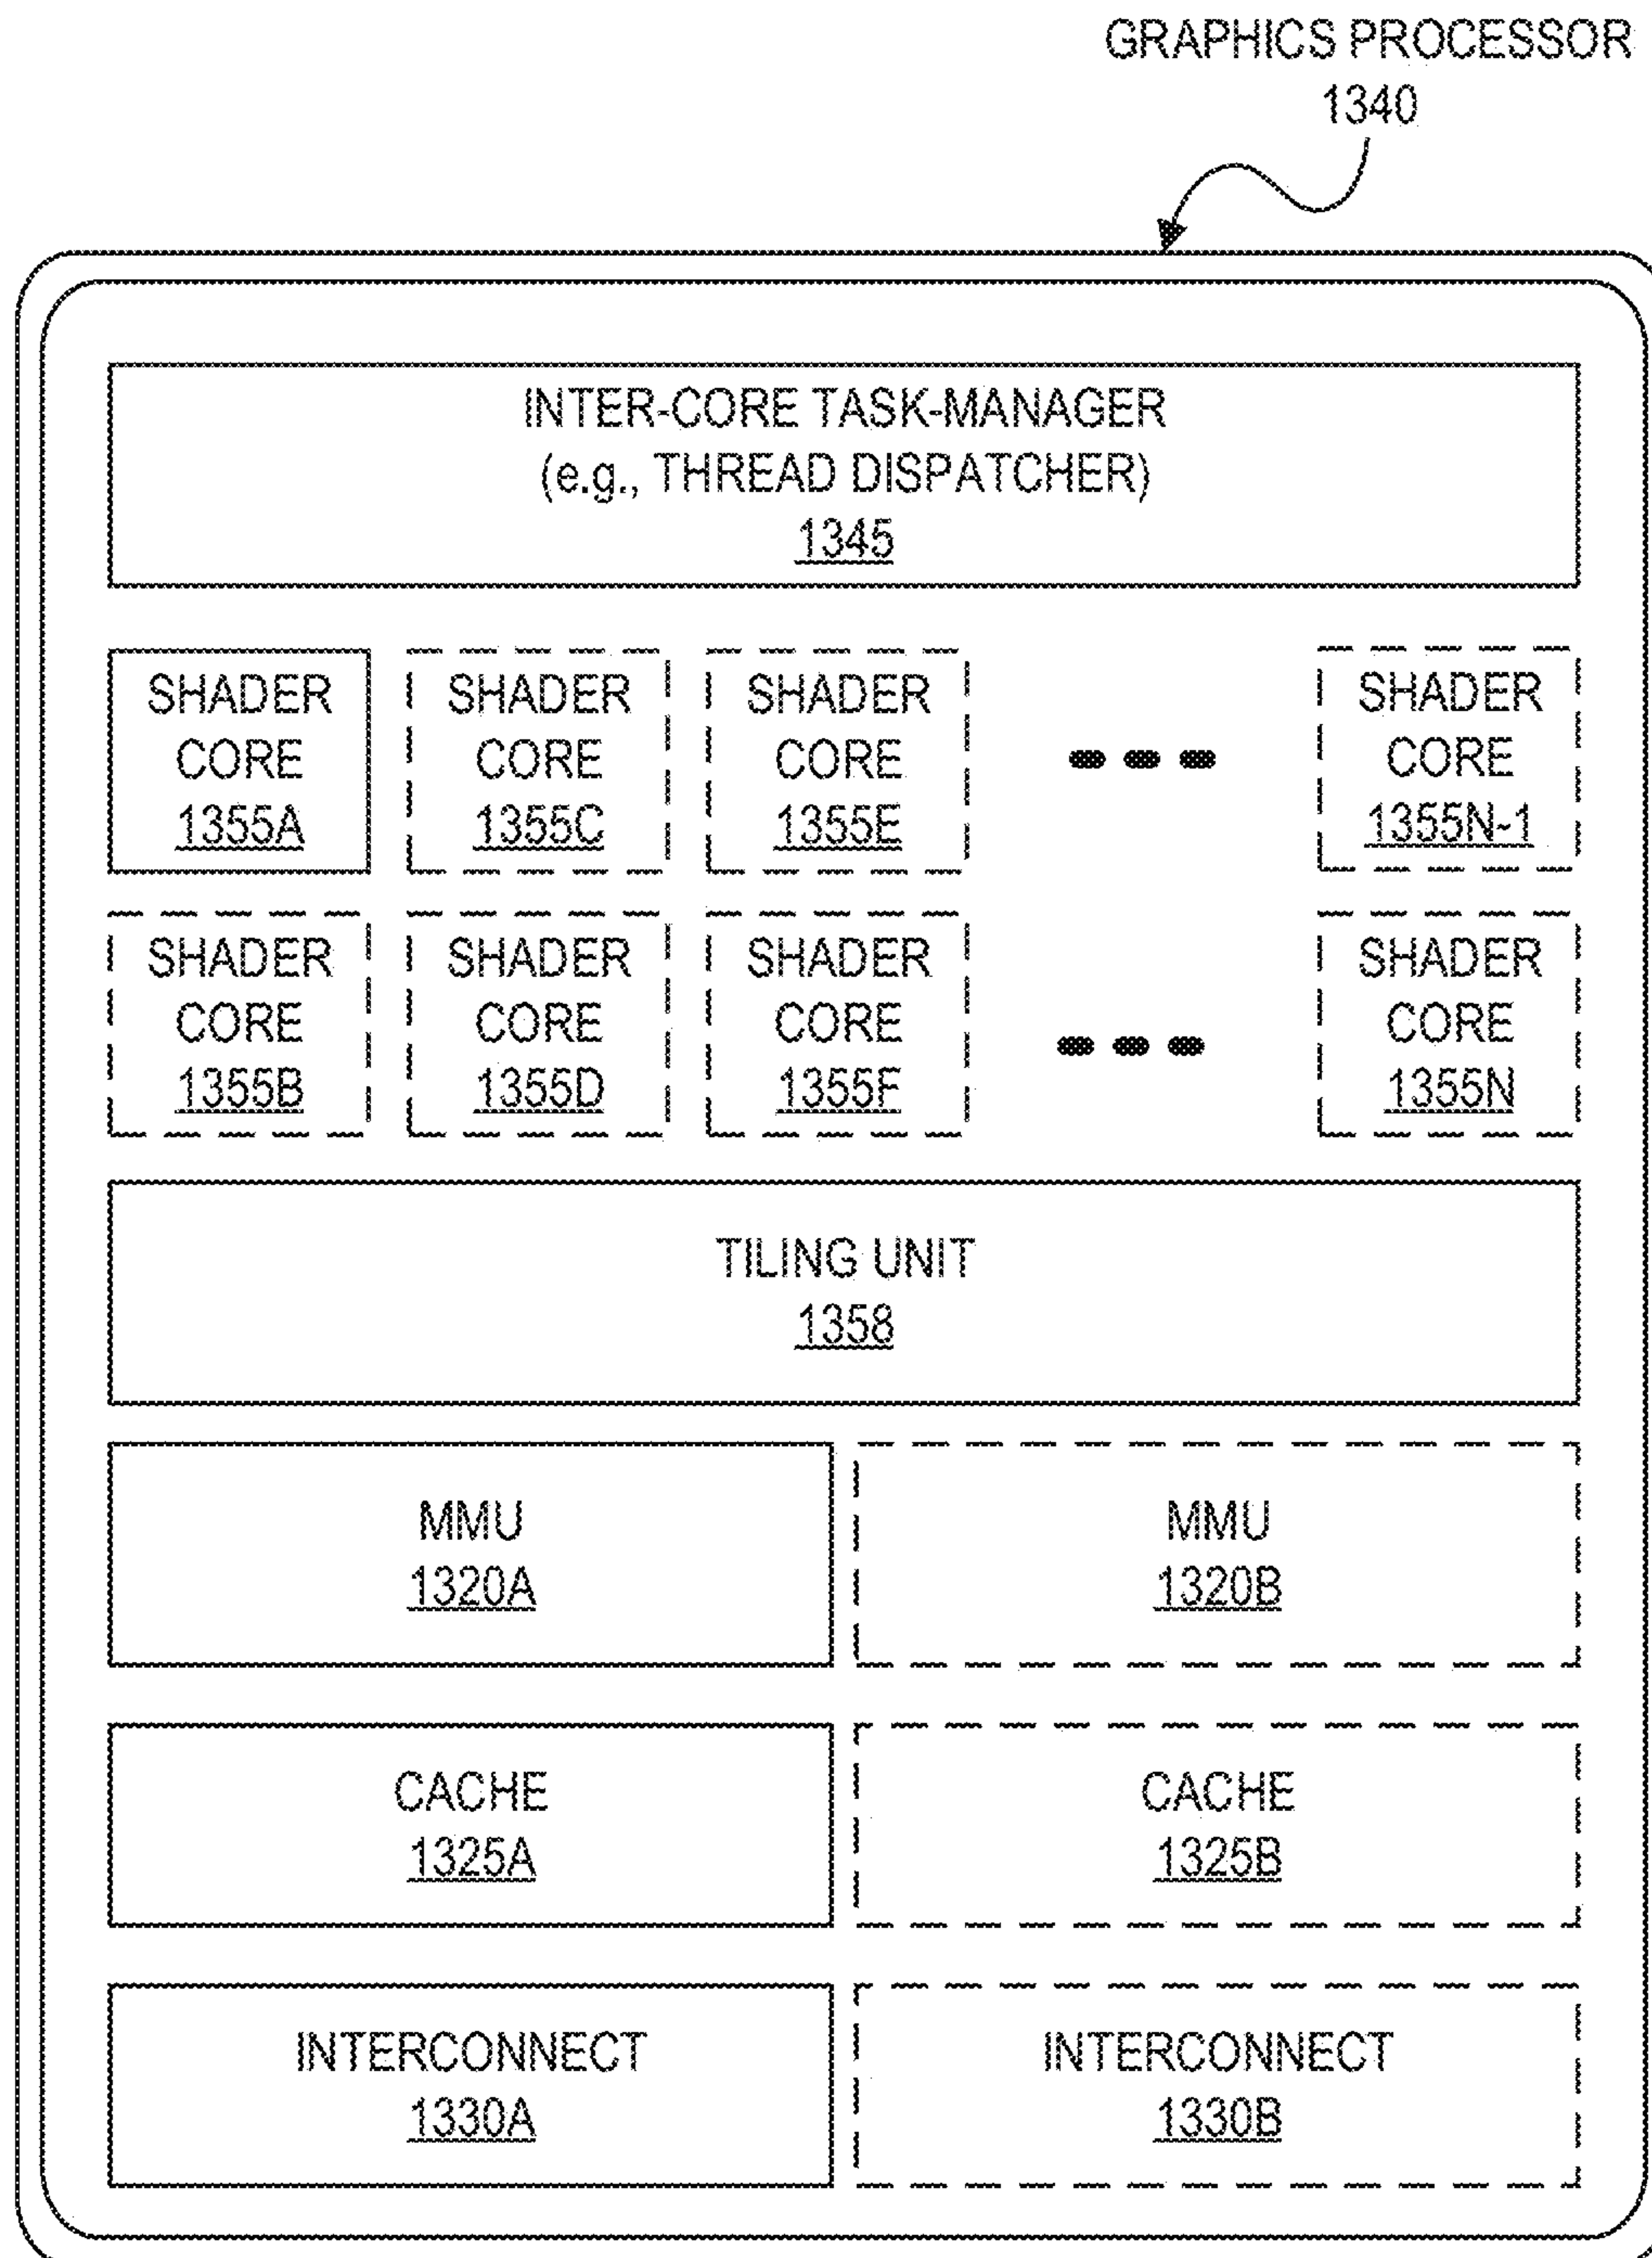 GRAPHICS PROCESSOR
1340
INTER-CORE TASK-MANAGER
(e.g., THREAD DISPATCHER)
1345
SHADER
CORE
1355A
SHADER
CORE
1355C
SHADER
CORE
1355E
SHADER
CORE
1355N-1
SHADER
CORE
1355B
SHADER
CORE
1355D
SHADER
CORE
1355F
SHADER
CORE
1355N
TILING UNIT
1358
MMU
1320A
MMU
1320B
CACHE
1325A
CACHE
1325B
INTERCONNECT
1330A
INTERCONNECT
1330B